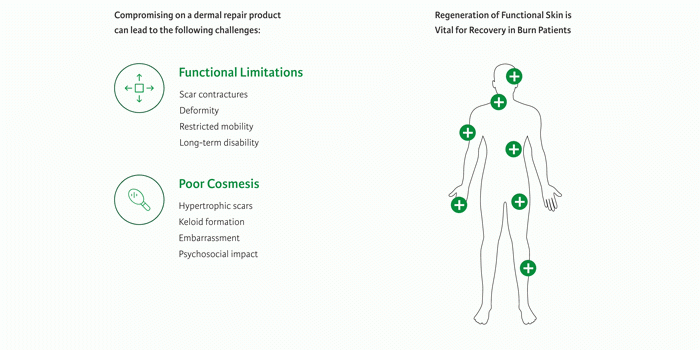 Compromising on a dermal repair product
can lead to the following challenges:
Functional Limitations
Scar contractures
Deformity
Restricted mobility
Long-term disability
Poor Cosmesis
Hypertrophic scars
Keloid formation
Embarrassment
Psychosocial impact
Regeneration of Functional Skin is
Vital for Recovery in Burn Patients